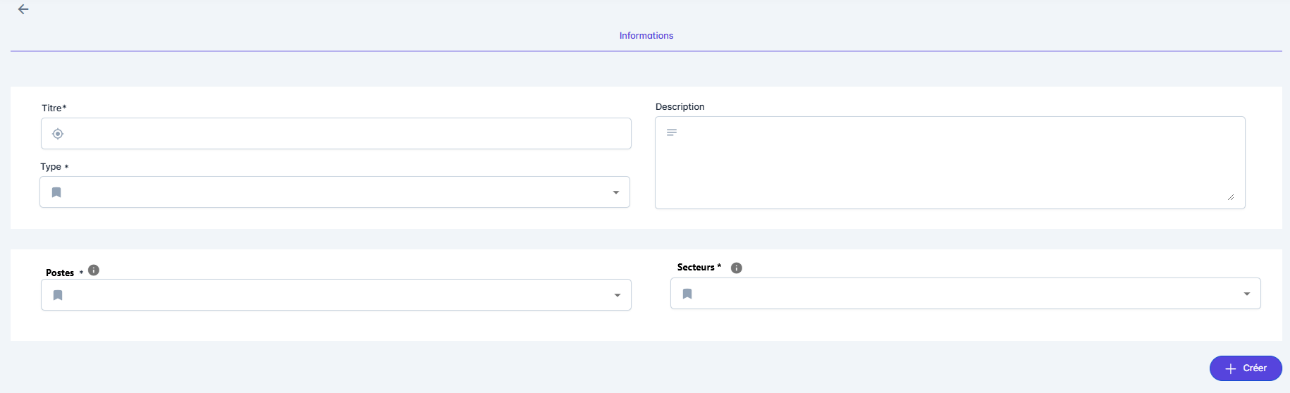 Informations
Titre*
Description
Type *
Postes *
Secteurs *
Créer